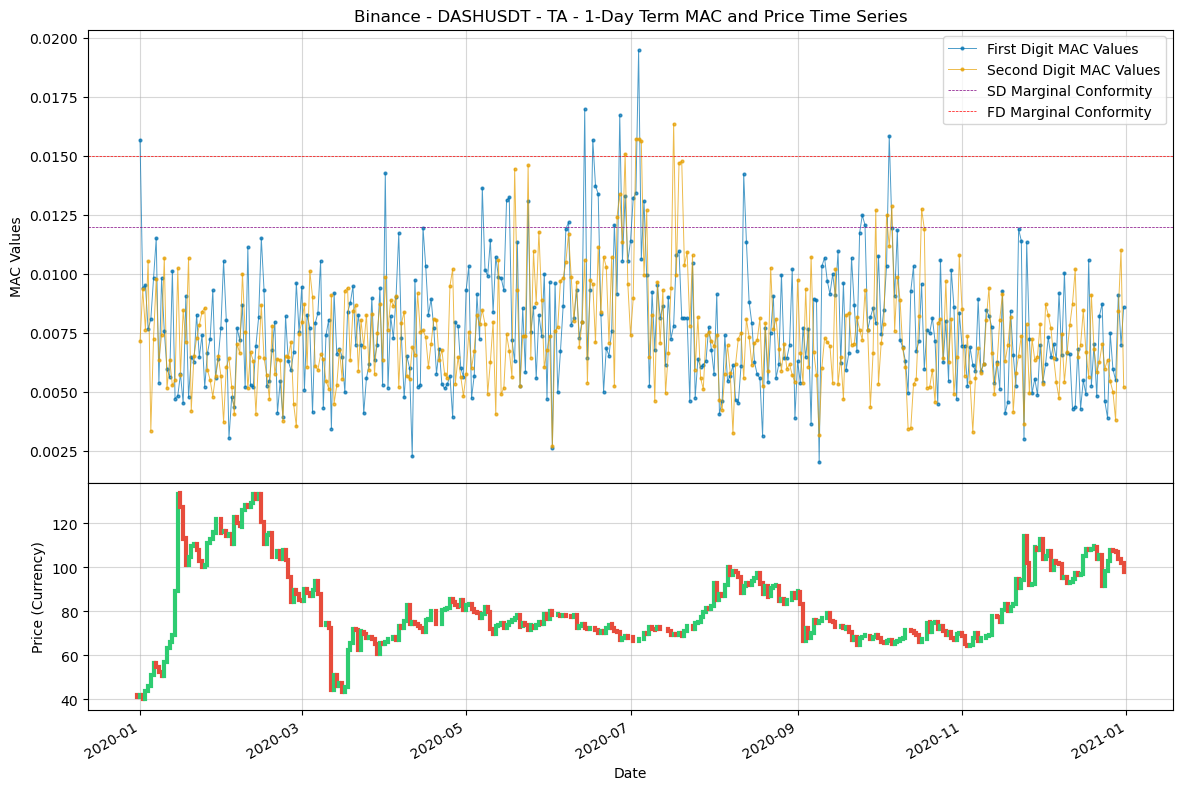 Binance - DASHUSDT - TA - 1-Day Term MAC and Price Time Series
First Digit MAC Values
Second Digit MAC Values
SD Marginal Conformity
FD Marginal Conformity
MAC Values
0.0200
0.0175
0.0150
0.0125
0.0100
0.0075
0.0050
0.0025
Price (Currency)
120
100
80
60
40
2020-01
2020-03
2020-05
2020-07
2020-09
2020-11
2021-01
Date